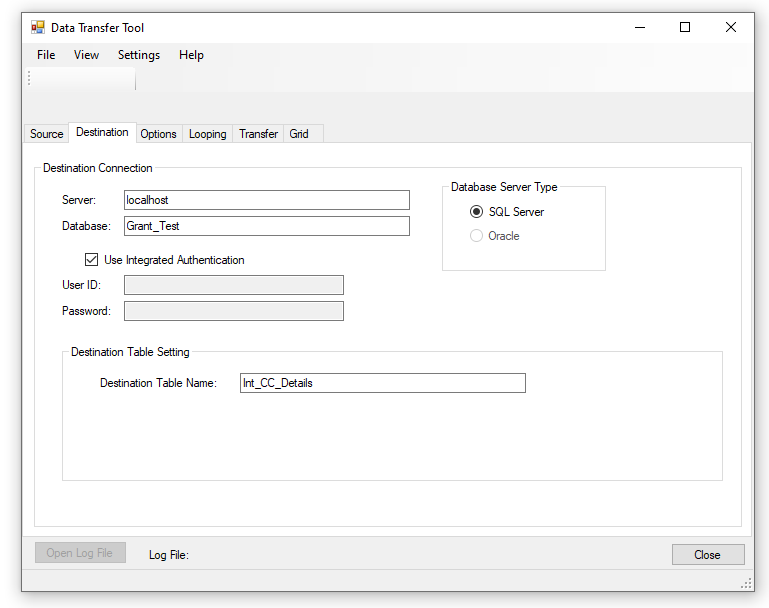 Data Transfer Tool
File View Settings Help
Source Destination Options Looping Transfer Grid
Destination Connection
Server: localhost
Database: Grant_Test
Use Integrated Authentication
User ID:
Password:
Database Server Type
SQL Server
Oracle
Destination Table Setting
Destination Table Name: Int_CC_Details
Open Log File Log File: Close